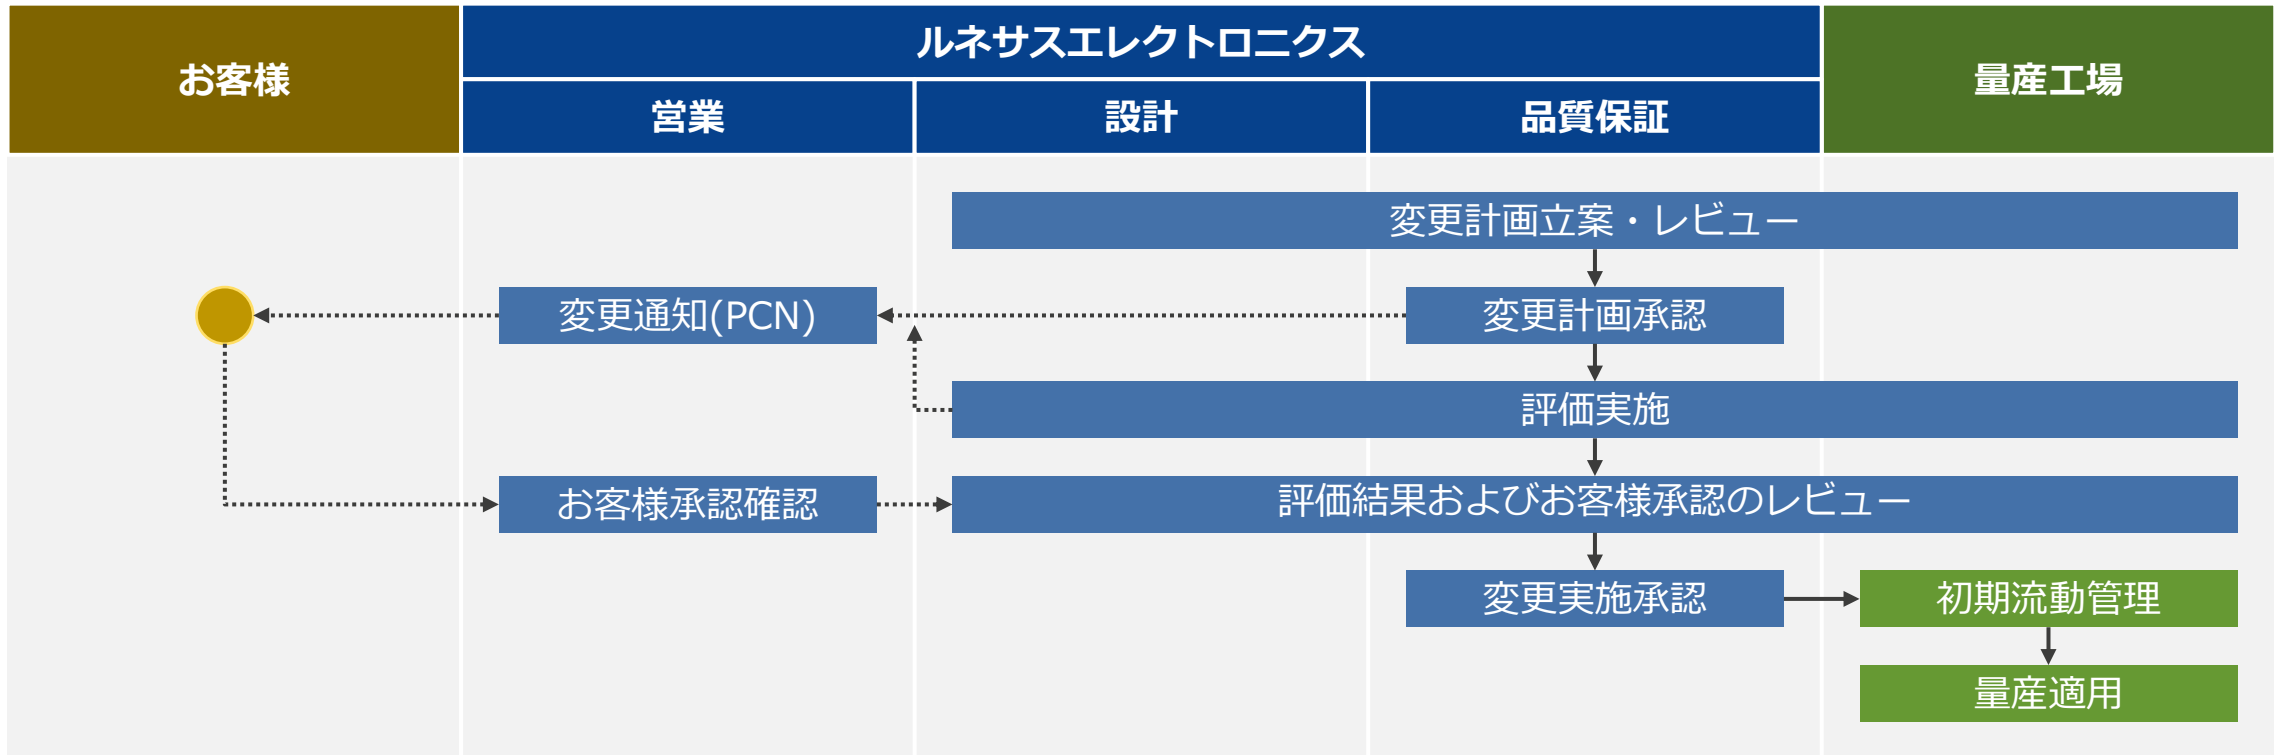 お客様
ルネサスエレクトロニクス
量産工場
営業
設計
品質保証
変更計画立案・レビュー
変更通知(PCN)
変更計画承認
評価実施
お客様承認確認
評価結果およびお客様承認のレビュー
変更実施承認
初期流動管理
量産適用